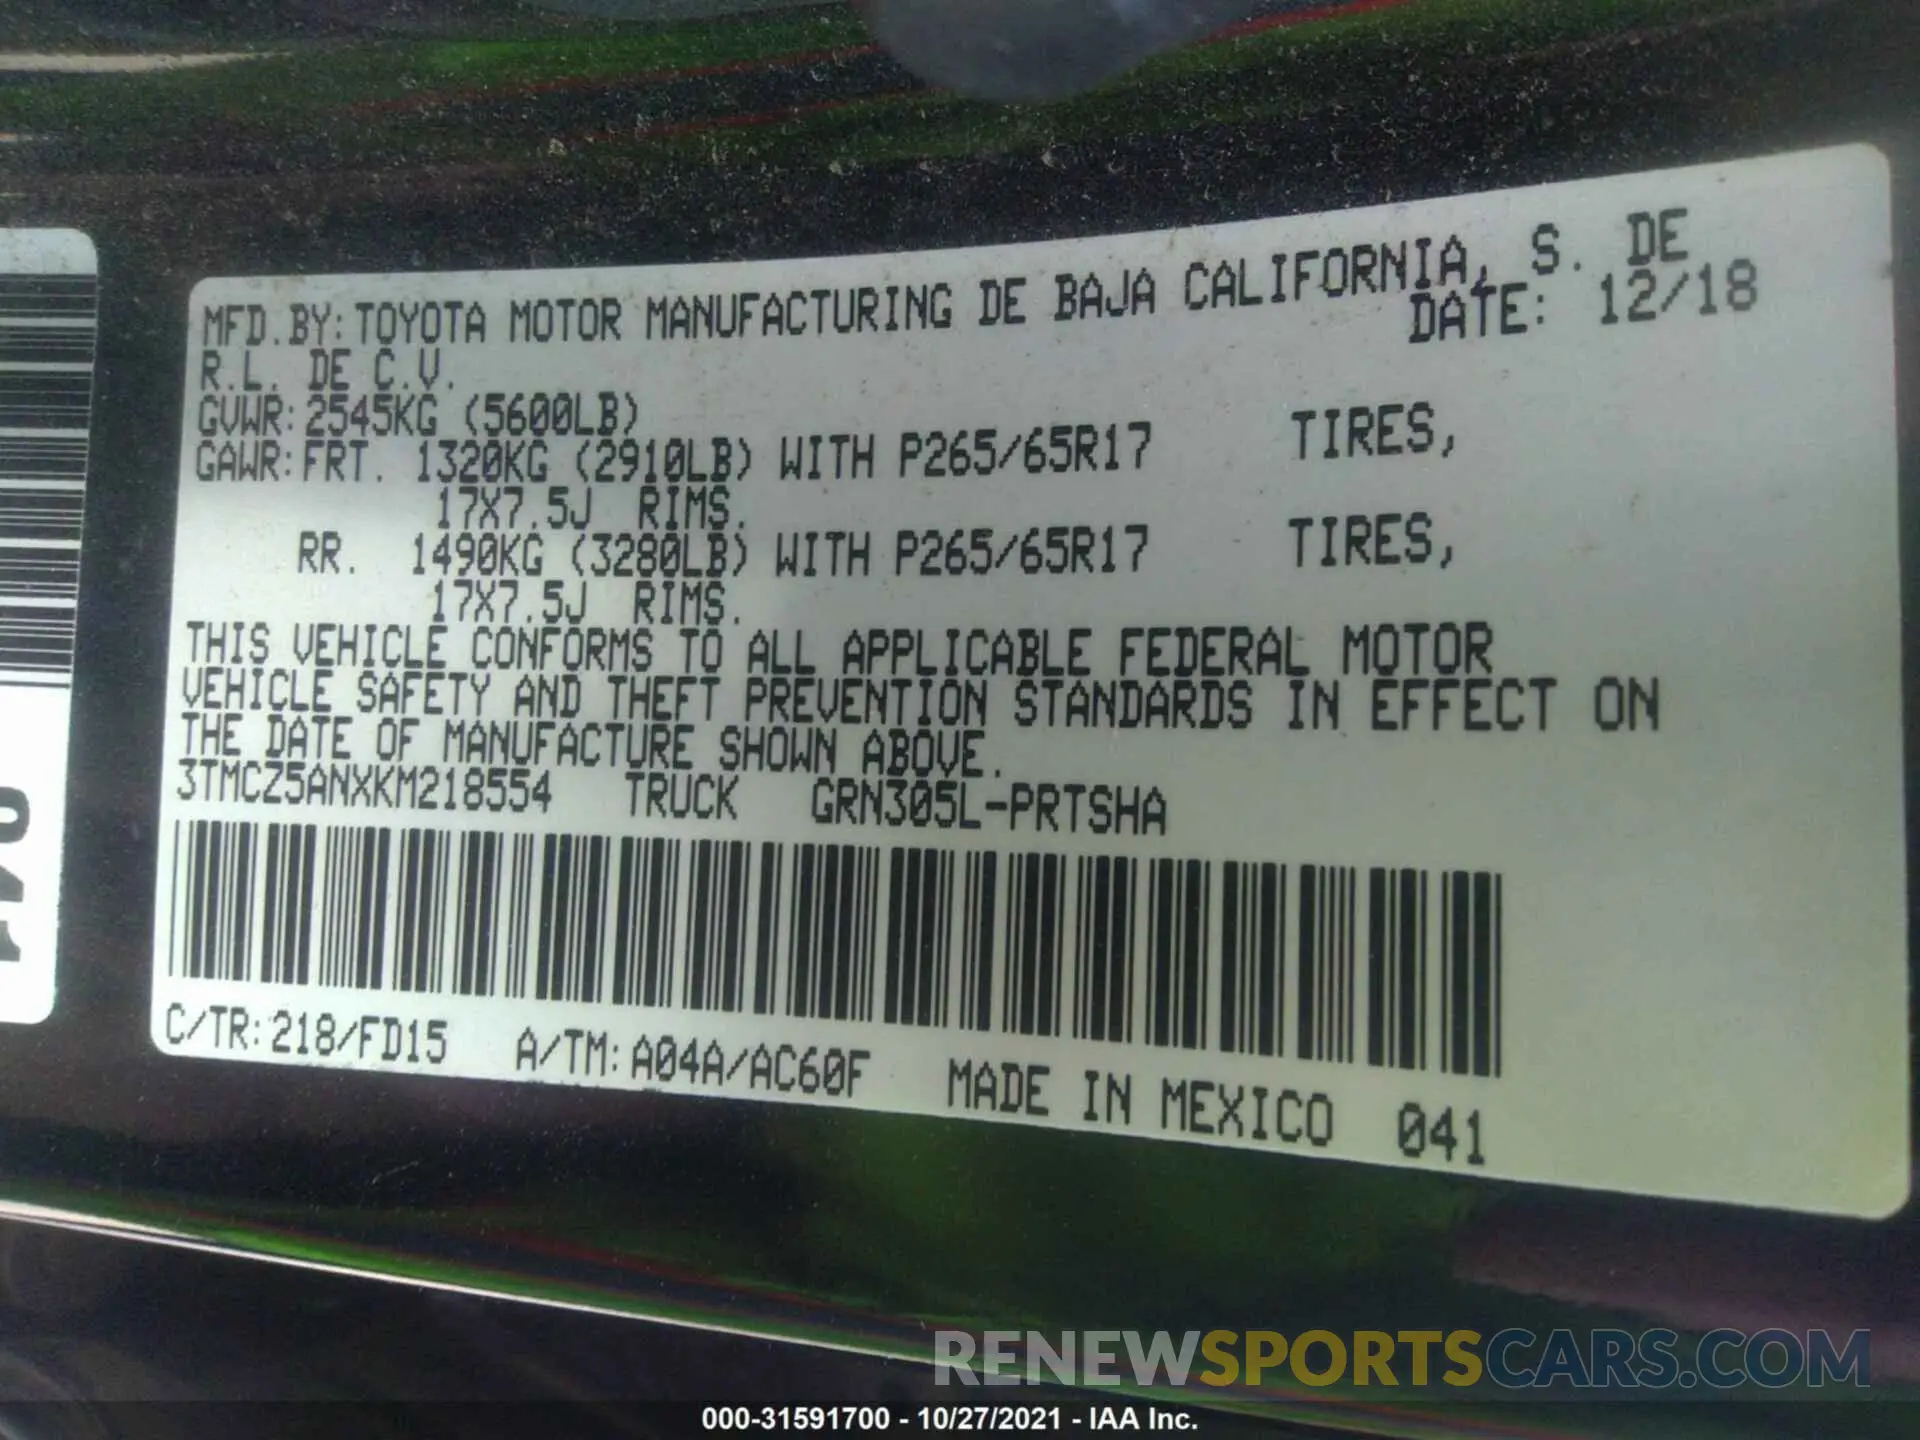 MFD.BY:TOYOTA MOTOR MANUFACTURING DE BAJA CALIFORNIA, S. DE
R.L. DE C.V. DATE: 12/18
GVWR:2545KG (5600LB)
GAWR:FRT. 1320KG (2910LB) WITH P265/65R17 TIRES,
17X7.5J RIMS.
RR. 1490KG (3280LB) WITH P265/65R17 TIRES,
17X7.5J RIMS.
THIS VEHICLE CONFORMS TO ALL APPLICABLE FEDERAL MOTOR
VEHICLE SAFETY AND THEFT PREVENTION STANDARDS IN EFFECT ON
THE DATE OF MANUFACTURE SHOWN ABOVE.
3TMCZ5ANXKM218554 TRUCK GRN305L-PRTSHA
C/TR:218/FD15 A/TM:A04A/AC60F MADE IN MEXICO 041
041
RENEWSPORTSCARS.COM
000-31591700 - 10/27/2021 - IAA Inc.